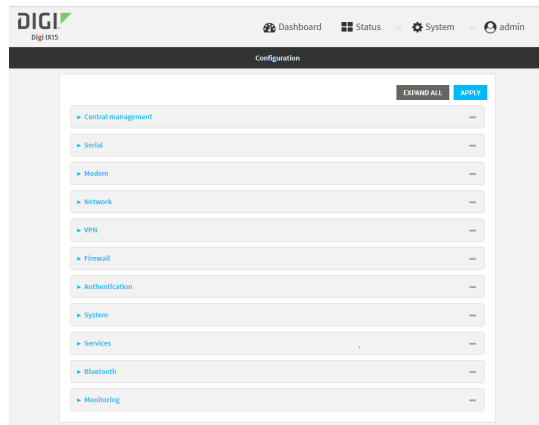 DIGI
Digi IX15
Dashboard Status System admin
Configuration
EXPAND ALL APPLY
Central management
Serial
Modem
Network
VPN
Firewall
Authentication
System
Services
Bluetooth
Monitoring